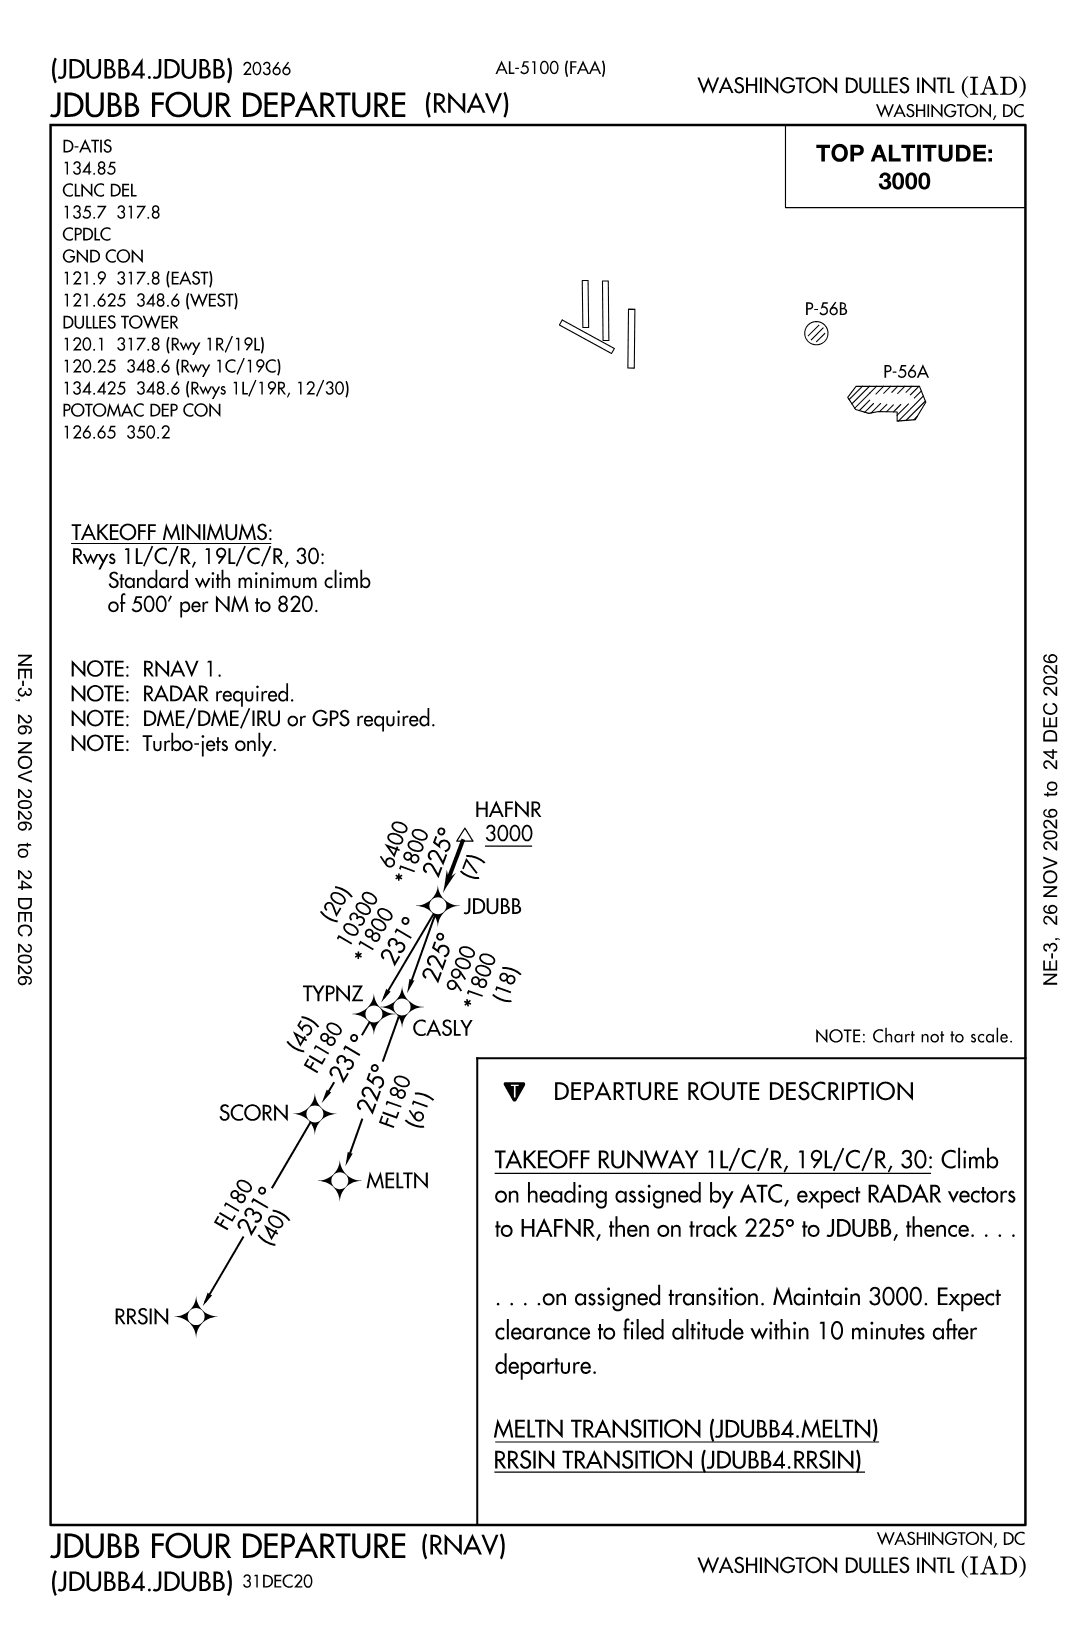 (JDUBB4.JDUBB) 20366
AL-5100 (FAA)
WASHINGTON DULLES INTL (IAD)
JDUBB FOUR DEPARTURE (RNAV)
WASHINGTON, DC
D-ATIS
134.85
CLNC DEL
135.7 317.8
CPDLC
GND CON
121.9 317.8 (EAST)
121.625 348.6 (WEST)
DULLES TOWER
120.1 317.8 (Rwy 1R/19L)
120.25 348.6 (Rwy 1C/19C)
134.425 348.6 (Rwys 1L/19R, 12/30)
POTOMAC DEP CON
126.65 350.2
TOP ALTITUDE:
3000
P-56B
P-56A
TAKEOFF MINIMUMS:
Rwys 1L/C/R, 19L/C/R, 30:
Standard with minimum climb
of 500′ per NM to 820.
NOTE: RNAV 1.
NOTE: RADAR required.
NOTE: DME/DME/IRU or GPS required.
NOTE: Turbo-jets only.
NE-3, 26 NOV 2026 to 24 DEC 2026
NE-3, 26 NOV 2026 to 24 DEC 2026
HAFNR
3000
6400
*1800
225°
(7)
JDUBB
(20)
10300
*1800
231°
225°
9900
*1800
(18)
TYPNZ
CASLY
(45)
FL180
231°
225°
FL180
(61)
SCORN
MELTN
FL180
231°
(40)
RRSIN
NOTE: Chart not to scale.
T DEPARTURE ROUTE DESCRIPTION
TAKEOFF RUNWAY 1L/C/R, 19L/C/R, 30: Climb
on heading assigned by ATC, expect RADAR vectors
to HAFNR, then on track 225° to JDUBB, thence. . . .
. . . .on assigned transition. Maintain 3000. Expect
clearance to filed altitude within 10 minutes after
departure.
MELTN TRANSITION (JDUBB4.MELTN)
RRSIN TRANSITION (JDUBB4.RRSIN)
JDUBB FOUR DEPARTURE (RNAV)
WASHINGTON, DC
WASHINGTON DULLES INTL (IAD)
(JDUBB4.JDUBB) 31DEC20